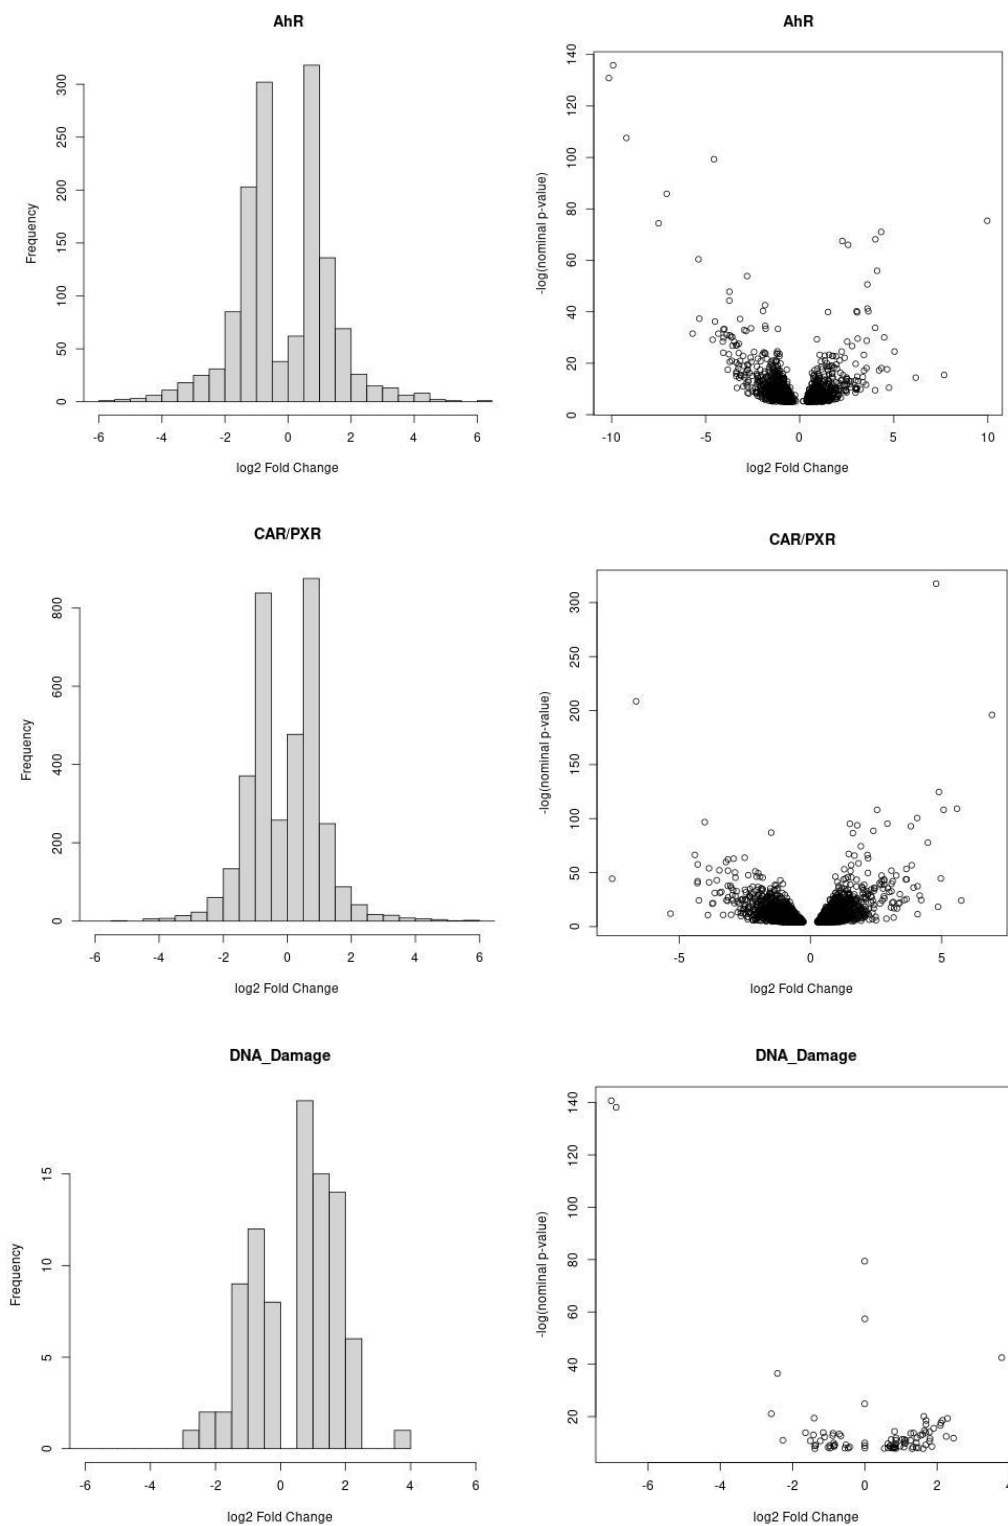 AhR
Frequency
300
250
200
150
100
50
0
-6 -4 -2 0 2 4 6
log2 Fold Change
AhR
-log(nominal p-value)
140
120
100
80
60
40
20
0
-10 -5 0 5 10
log2 Fold Change
CAR/PXR
Frequency
800
600
400
200
0
-6 -4 -2 0 2 4 6
log2 Fold Change
CAR/PXR
-log(nominal p-value)
300
250
200
150
100
50
0
-5 0 5
log2 Fold Change
DNA_Damage
Frequency
15
10
5
0
-6 -4 -2 0 2 4 6
log2 Fold Change
DNA_Damage
-log(nominal p-value)
140
120
100
80
60
40
20
-6 -4 -2 0 2 4
log2 Fold Change